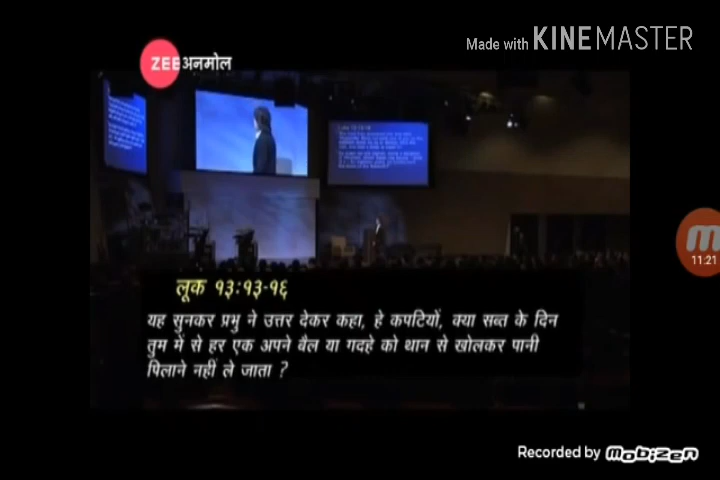 Made with KINEMASTER
ZEE अनमोल
11:21
लूक १३:१३-१६
यह सुनकर प्रभु ने उत्तर देकर कहा, हे कपटियों, क्या सब्त के दिन
तुम में से हर एक अपने बैल या गदहे को थान से खोलकर पानी
पिलाने नहीं ले जाता ?
Recorded by mobizen